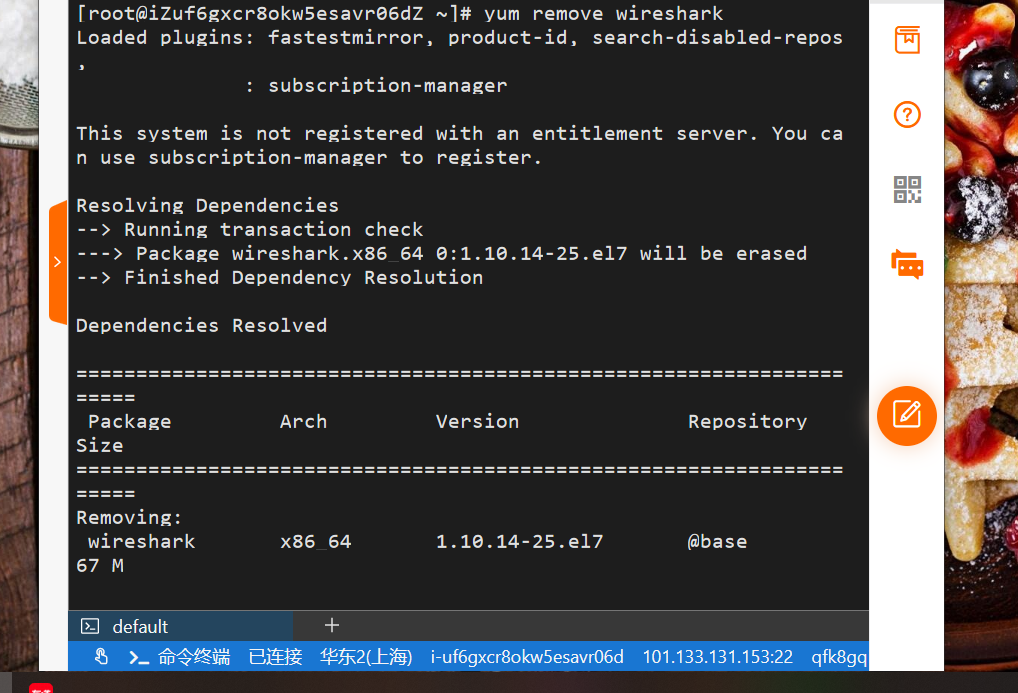 [root@iZuf6gxcr8okw5esavr06dZ ~]# yum remove wireshark
Loaded plugins: fastestmirror, product-id, search-disabled-repos
,
              : subscription-manager
This system is not registered with an entitlement server. You ca
n use subscription-manager to register.
Resolving Dependencies
--> Running transaction check
---> Package wireshark.x86_64 0:1.10.14-25.el7 will be erased
--> Finished Dependency Resolution
Dependencies Resolved
================================================================
=====
 Package         Arch         Version              Repository
Size
================================================================
=====
Removing:
 wireshark       x86_64       1.10.14-25.el7       @base
67 M
default
命令终端 已连接 华东2(上海) i-uf6gxcr8okw5esavr06d 101.133.131.153:22 qfk8gq